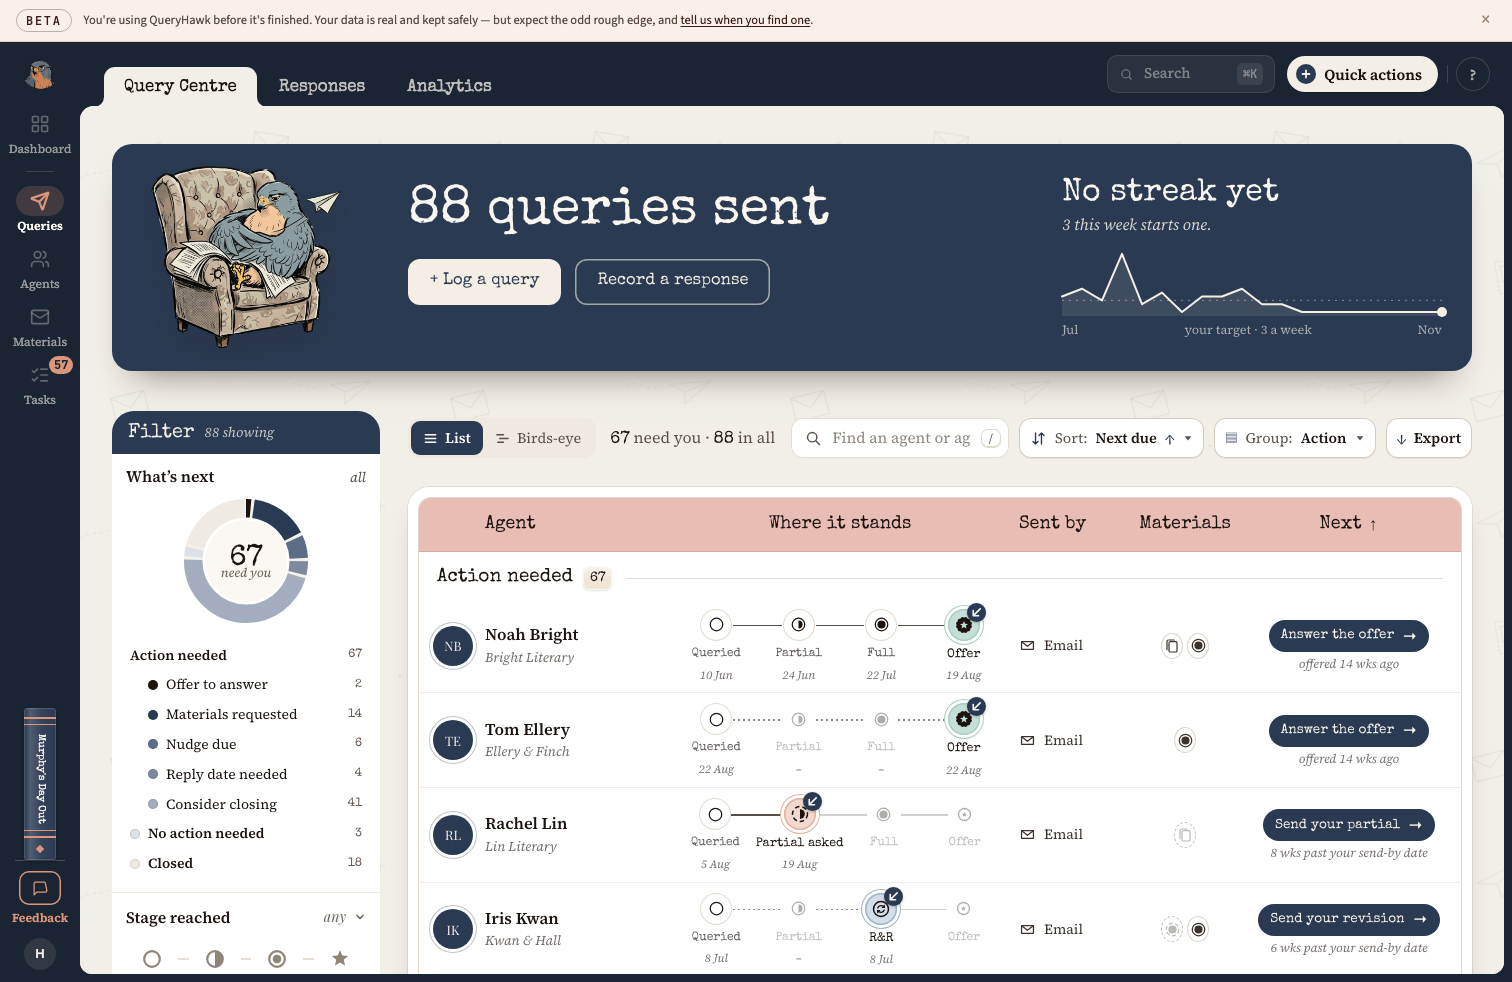 BETA You're using QueryHawk before it's finished. Your data is real and kept safely — but expect the odd rough edge, and tell us when you find one. ×
Query Centre Responses Analytics Search ⌘K + Quick actions ?
Dashboard
Queries
Agents
Materials
57
Tasks
Murphy's Day Out
Feedback
H
88 queries sent
+ Log a query Record a response
No streak yet
3 this week starts one.
Jul your target · 3 a week Nov
Filter 88 showing
What's next all
67
need you
Action needed 67
Offer to answer 2
Materials requested 14
Nudge due 6
Reply date needed 4
Consider closing 41
No action needed 3
Closed 18
Stage reached any
List Birds-eye 67 need you · 88 in all Find an agent or ag / Sort: Next due ↑ Group: Action ↓ Export
Agent Where it stands Sent by Materials Next ↑
Action needed 67
NB Noah Bright
Bright Literary
Queried Partial Full Offer
10 Jun 24 Jun 22 Jul 19 Aug
Email
Answer the offer →
offered 14 wks ago
TE Tom Ellery
Ellery & Finch
Queried Partial Full Offer
22 Aug – – 22 Aug
Email
Answer the offer →
offered 14 wks ago
RL Rachel Lin
Lin Literary
Queried Partial asked Full Offer
5 Aug 19 Aug
Email
Send your partial →
8 wks past your send-by date
IK Iris Kwan
Kwan & Hall
Queried Partial R&R Offer
8 Jul – 8 Jul
Email
Send your revision →
6 wks past your send-by date